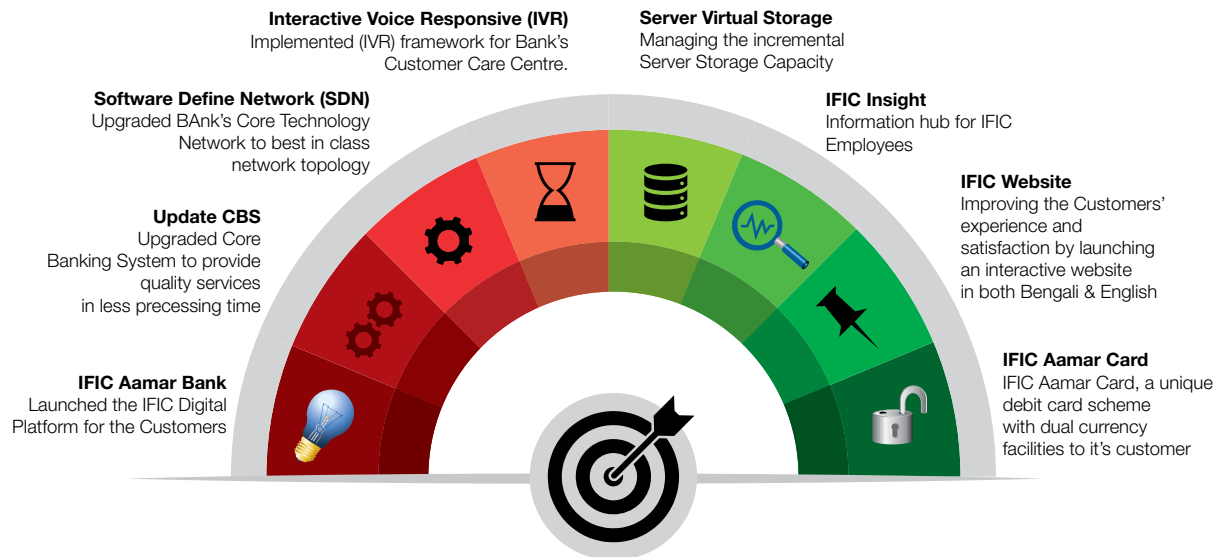 Interactive Voice Responsive (IVR)
Implemented (IVR) framework for Bank's
Customer Care Centre.
Server Virtual Storage
Managing the incremental
Server Storage Capacity
Software Define Network (SDN)
Upgraded BAnk's Core Technology
Network to best in class
network topology
IFIC Insight
Information hub for IFIC
Employees
Update CBS
Upgraded Core
Banking System to provide
quality services
in less precessing time
IFIC Website
Improving the Customers'
experience and
satisfaction by launching
an interactive website
in both Bengali & English
IFIC Aamar Bank
Launched the IFIC Digital
Platform for the Customers
IFIC Aamar Card
IFIC Aamar Card, a unique
debit card scheme
with dual currency
facilities to it's customer